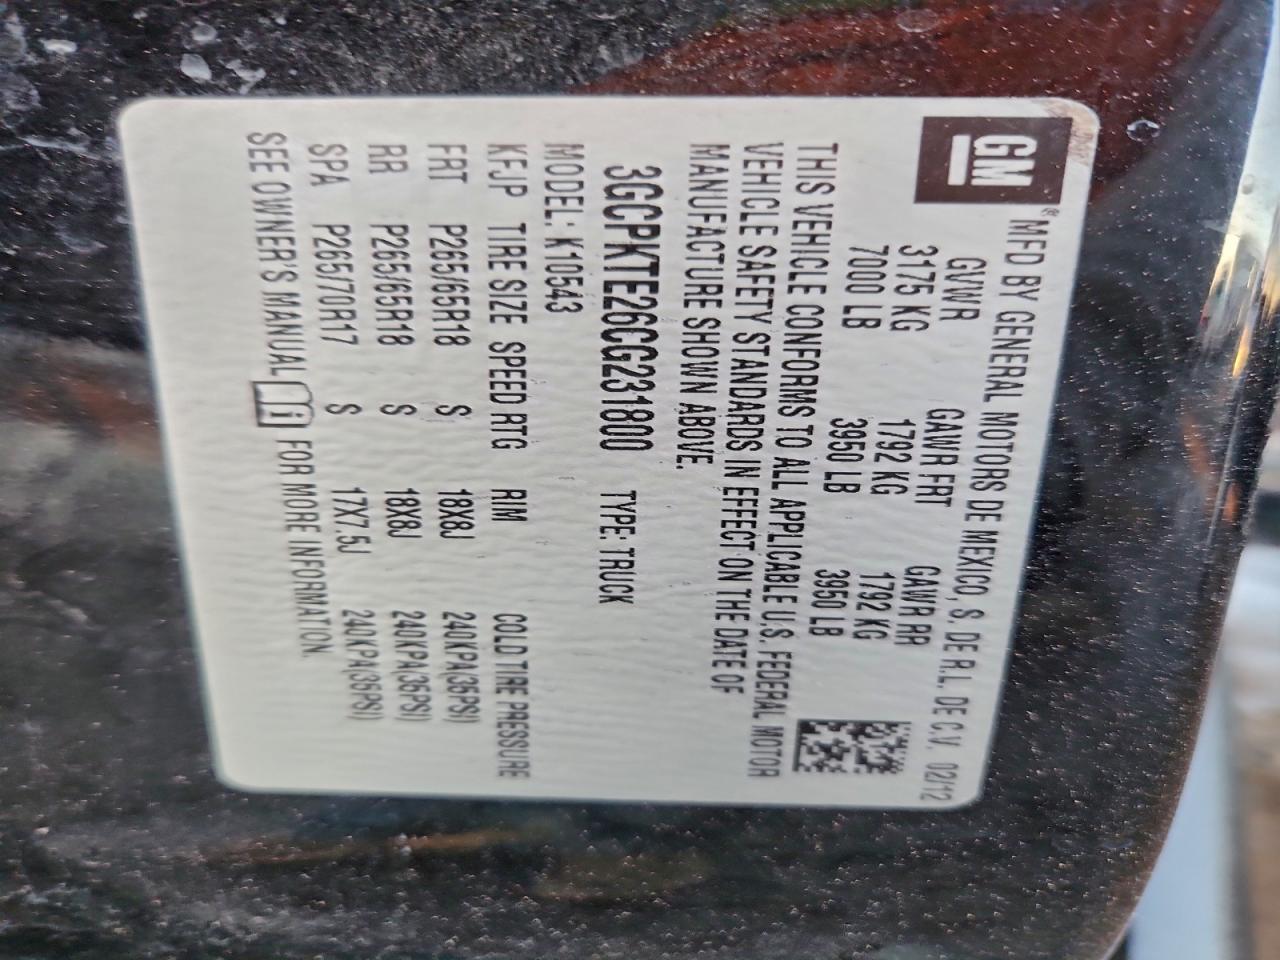 GM ® MFD BY GENERAL MOTORS DE MEXICO, S. DE R.L. DE C.V. 02/12
GVWR GAWR FRT GAWR RR
3175 KG 1792 KG 1792 KG
7000 LB 3950 LB 3950 LB
THIS VEHICLE CONFORMS TO ALL APPLICABLE U.S. FEDERAL MOTOR
VEHICLE SAFETY STANDARDS IN EFFECT ON THE DATE OF
MANUFACTURE SHOWN ABOVE.
3GCPKTE26CG231800 TYPE: TRUCK
MODEL: K10543
KFJP TIRE SIZE SPEED RTG RIM COLD TIRE PRESSURE
FRT P265/65R18 S 18X8J 240KPA(35PSI)
RR P265/65R18 S 18X8J 240KPA(35PSI)
SPA P265/70R17 S 17X7.5J 240KPA(35PSI)
SEE OWNER'S MANUAL FOR MORE INFORMATION.